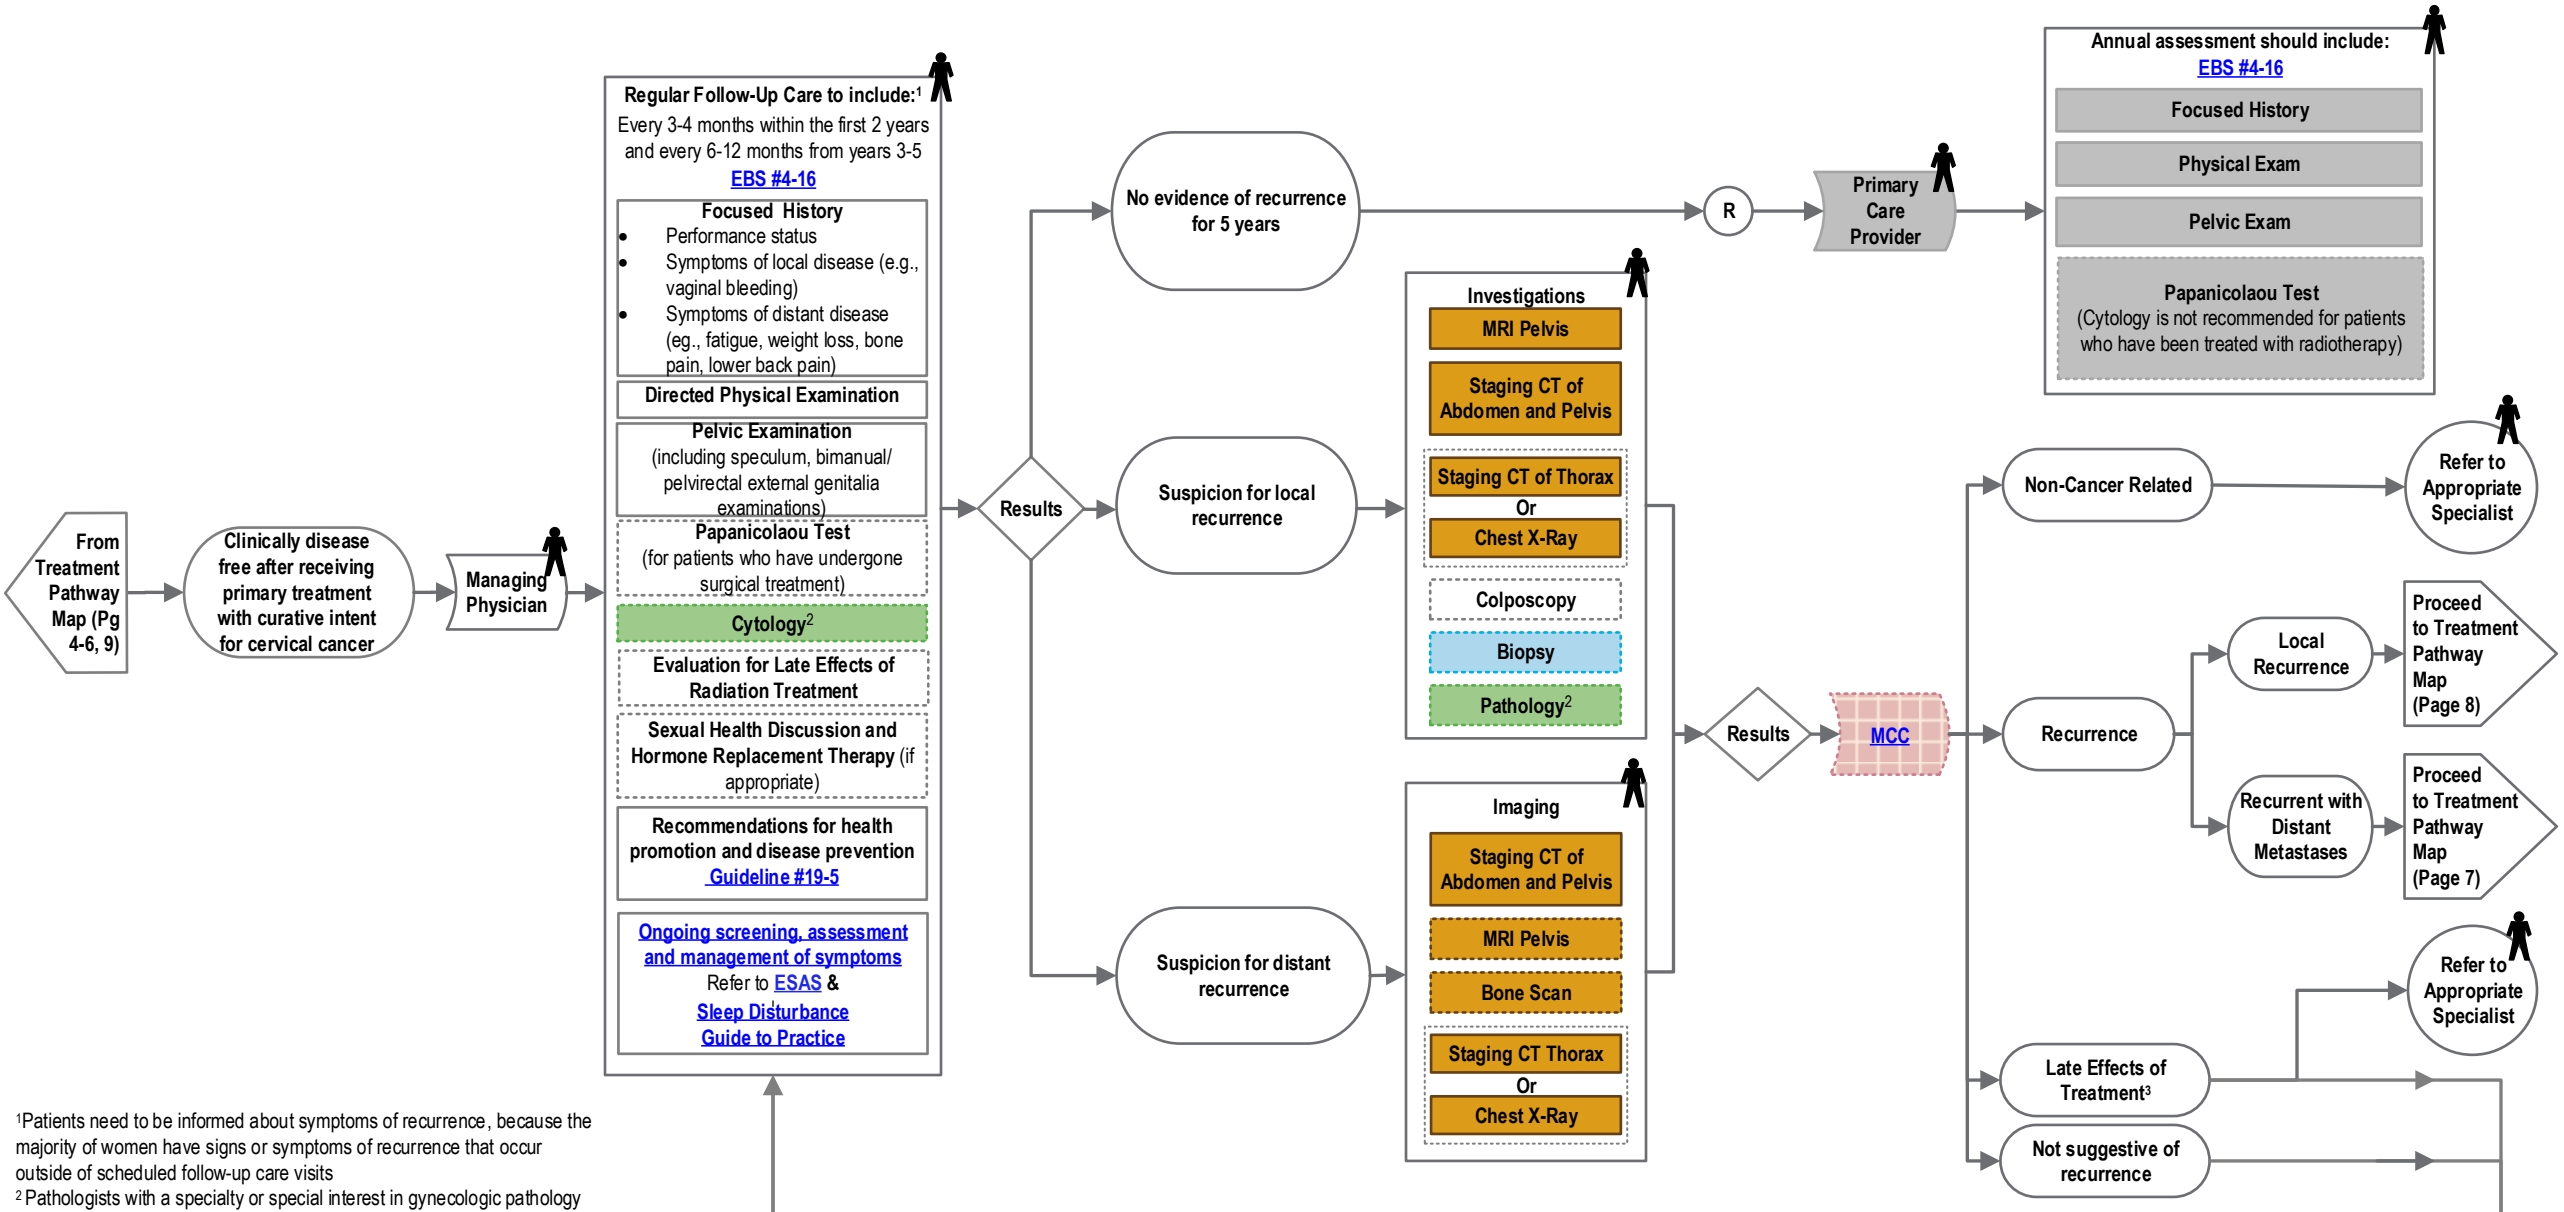 From
Treatment
Pathway
Map (Pg
4-6, 9)
Clinically disease
free after receiving
primary treatment
with curative intent
for cervical cancer
Managing
Physician
Regular Follow-Up Care to include:¹
Every 3-4 months within the first 2 years
and every 6-12 months from years 3-5
EBS #4-16
Focused History
• Performance status
• Symptoms of local disease (e.g.,
vaginal bleeding)
• Symptoms of distant disease
(eg., fatigue, weight loss, bone
pain, lower back pain)
Directed Physical Examination
Pelvic Examination
(including speculum, bimanual/
pelvirectal external genitalia
examinations)
Papanicolaou Test
(for patients who have undergone
surgical treatment)
Cytology²
Evaluation for Late Effects of
Radiation Treatment
Sexual Health Discussion and
Hormone Replacement Therapy (if
appropriate)
Recommendations for health
promotion and disease prevention
Guideline #19-5
Ongoing screening, assessment
and management of symptoms
Refer to ESAS &
Sleep Disturbance
Guide to Practice
Results
No evidence of recurrence
for 5 years
R
Primary
Care
Provider
Annual assessment should include:
EBS #4-16
Focused History
Physical Exam
Pelvic Exam
Papanicolaou Test
(Cytology is not recommended for patients
who have been treated with radiotherapy)
Suspicion for local
recurrence
Investigations
MRI Pelvis
Staging CT of
Abdomen and Pelvis
Staging CT of Thorax
Or
Chest X-Ray
Colposcopy
Biopsy
Pathology²
Suspicion for distant
recurrence
Imaging
Staging CT of
Abdomen and Pelvis
MRI Pelvis
Bone Scan
Staging CT Thorax
Or
Chest X-Ray
Results
MCC
Non-Cancer Related
Refer to
Appropriate
Specialist
Recurrence
Local
Recurrence
Proceed
to Treatment
Pathway
Map
(Page 8)
Recurrent with
Distant
Metastases
Proceed
to Treatment
Pathway
Map
(Page 7)
Late Effects of
Treatment³
Refer to
Appropriate
Specialist
Not suggestive of
recurrence
¹Patients need to be informed about symptoms of recurrence, because the
majority of women have signs or symptoms of recurrence that occur
outside of scheduled follow-up care visits
² Pathologists with a specialty or special interest in gynecologic pathology